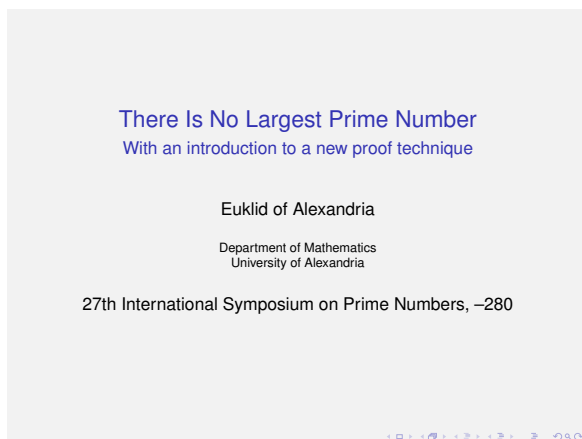 There Is No Largest Prime Number
With an introduction to a new proof technique
Euklid of Alexandria
Department of Mathematics
University of Alexandria
27th International Symposium on Prime Numbers, –280